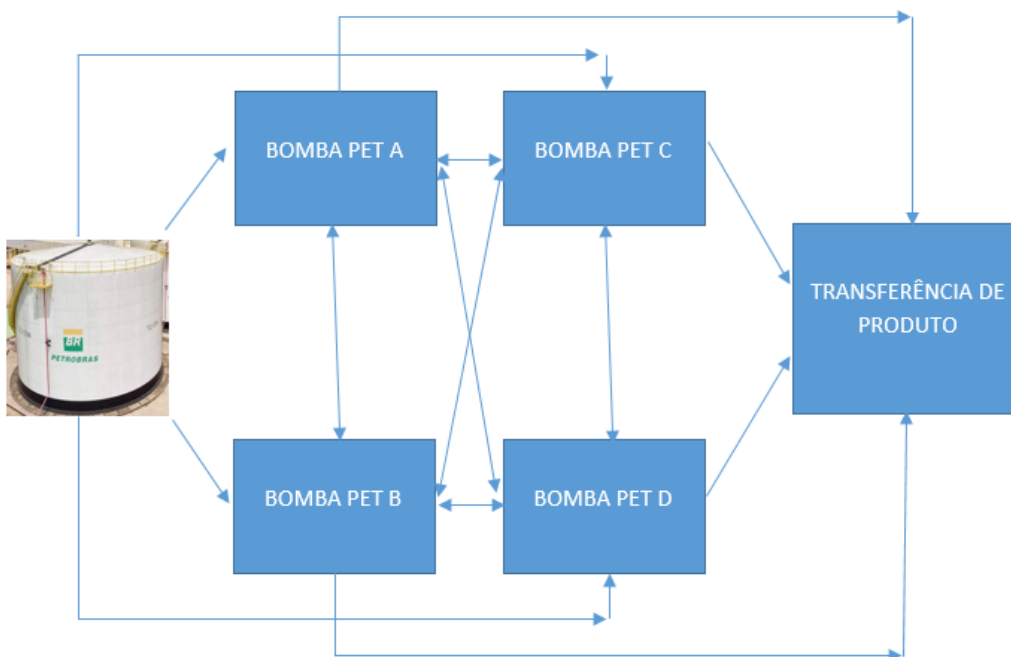 BOMBA PET A
BOMBA PET C
TRANSFERÊNCIA DE
PRODUTO
BR
PETROBRAS
BOMBA PET B
BOMBA PET D